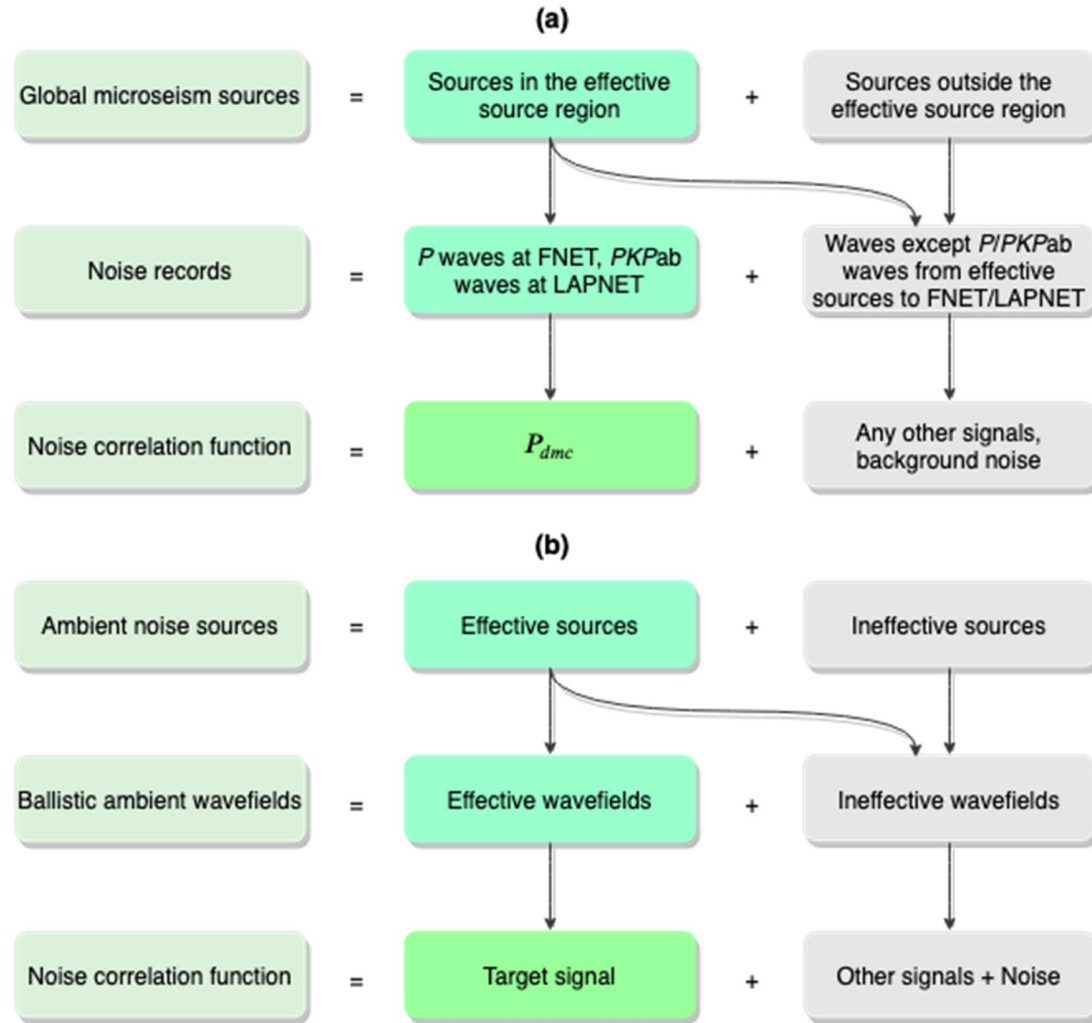 (a)
Global microseism sources
=
Sources in the effective
source region
+
Sources outside the
effective source region
Noise records
=
P waves at FNET, PKPab
waves at LAPNET
+
Waves except P/PKPab
waves from effective
sources to FNET/LAPNET
Noise correlation function
=
P_dmc
+
Any other signals,
background noise
(b)
Ambient noise sources
=
Effective sources
+
Ineffective sources
Ballistic ambient wavefields
=
Effective wavefields
+
Ineffective wavefields
Noise correlation function
=
Target signal
+
Other signals + Noise